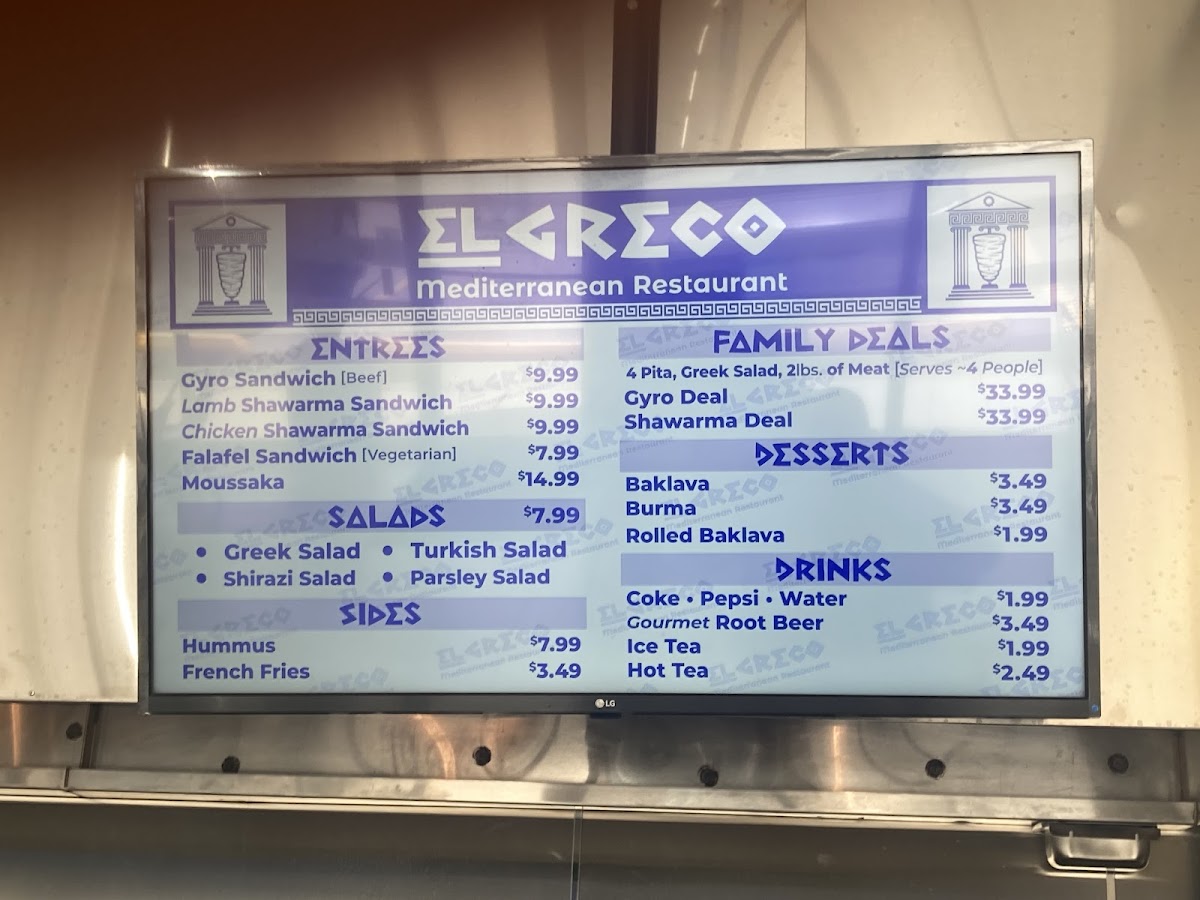 EL GRECO
Mediterranean Restaurant
ENTREES
Gyro Sandwich [Beef] $9.99
Lamb Shawarma Sandwich $9.99
Chicken Shawarma Sandwich $9.99
Falafel Sandwich [Vegetarian] $7.99
Moussaka $14.99
SALADS $7.99
• Greek Salad • Turkish Salad
• Shirazi Salad • Parsley Salad
SIDES
Hummus $7.99
French Fries $3.49
FAMILY DEALS
4 Pita, Greek Salad, 2lbs. of Meat [Serves ~4 People]
Gyro Deal $33.99
Shawarma Deal $33.99
DESSERTS
Baklava $3.49
Burma $3.49
Rolled Baklava $1.99
DRINKS
Coke • Pepsi • Water $1.99
Gourmet Root Beer $3.49
Ice Tea $1.99
Hot Tea $2.49
LG